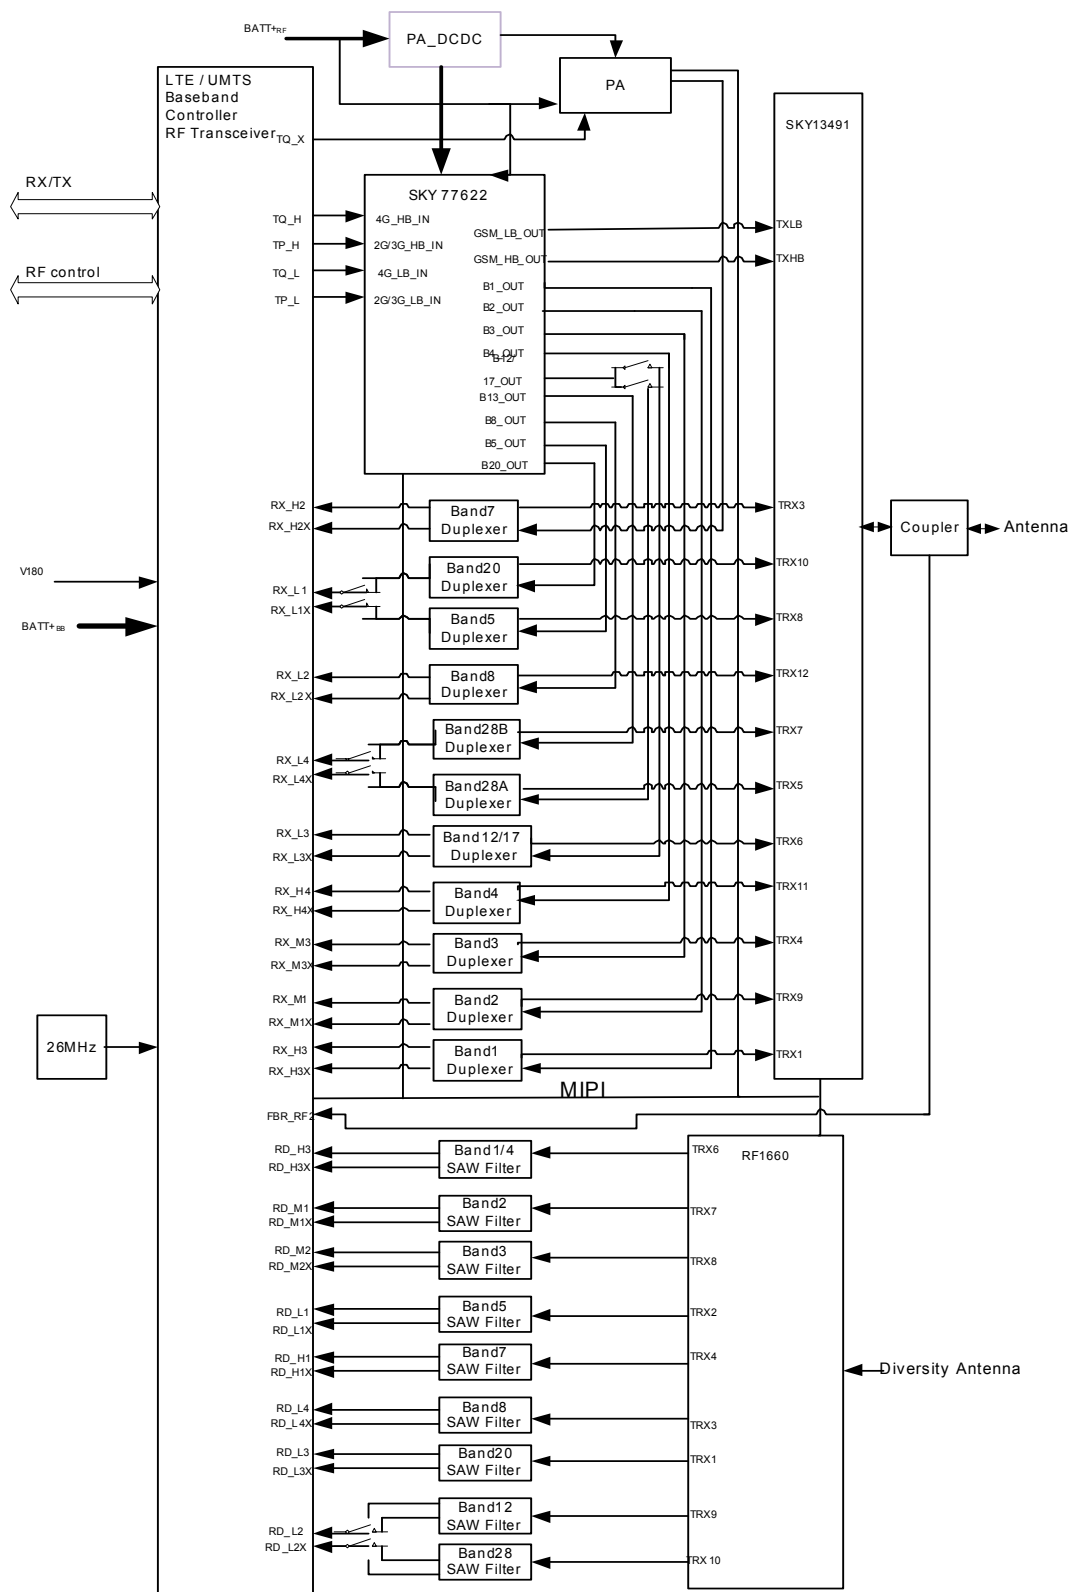 BATT+RF
PA_DCDC
PA
LTE / UMTS
Baseband
Controller
RF Transceiver
TQ_X
SKY13491
RX/TX
RF control
SKY 77622
TQ_H
TP_H
TQ_L
TP_L
4G_HB_IN
2G/3G_HB_IN
4G_LB_IN
2G/3G_LB_IN
GSM_LB_OUT
GSM_HB_OUT
B1_OUT
B2_OUT
B3_OUT
B4_OUT
B12/
17_OUT
B13_OUT
B8_OUT
B5_OUT
B20_OUT
TXLB
TXHB
RX_H2
RX_H2X
Band7
Duplexer
TRX3
Coupler
Antenna
V180
BATT+BB
RX_L1
RX_L1X
Band20
Duplexer
TRX10
Band5
Duplexer
TRX8
RX_L2
RX_L2X
Band8
Duplexer
TRX12
RX_L4
RX_L4X
Band28B
Duplexer
TRX7
Band28A
Duplexer
TRX5
RX_L3
RX_L3X
Band12/17
Duplexer
TRX6
RX_H4
RX_H4X
Band4
Duplexer
TRX11
RX_M3
RX_M3X
Band3
Duplexer
TRX4
RX_M1
RX_M1X
Band2
Duplexer
TRX9
26MHz
RX_H3
RX_H3X
Band1
Duplexer
TRX1
MIPI
FBR_RF2
RD_H3
RD_H3X
Band1/4
SAW Filter
TRX6
RF1660
RD_M1
RD_M1X
Band2
SAW Filter
TRX7
RD_M2
RD_M2X
Band3
SAW Filter
TRX8
RD_L1
RD_L1X
Band5
SAW Filter
TRX2
RD_H1
RD_H1X
Band7
SAW Filter
TRX4
Diversity Antenna
RD_L4
RD_L4X
Band8
SAW Filter
TRX3
RD_L3
RD_L3X
Band20
SAW Filter
TRX1
RD_L2
RD_L2X
Band12
SAW Filter
TRX9
Band28
SAW Filter
TRX 10